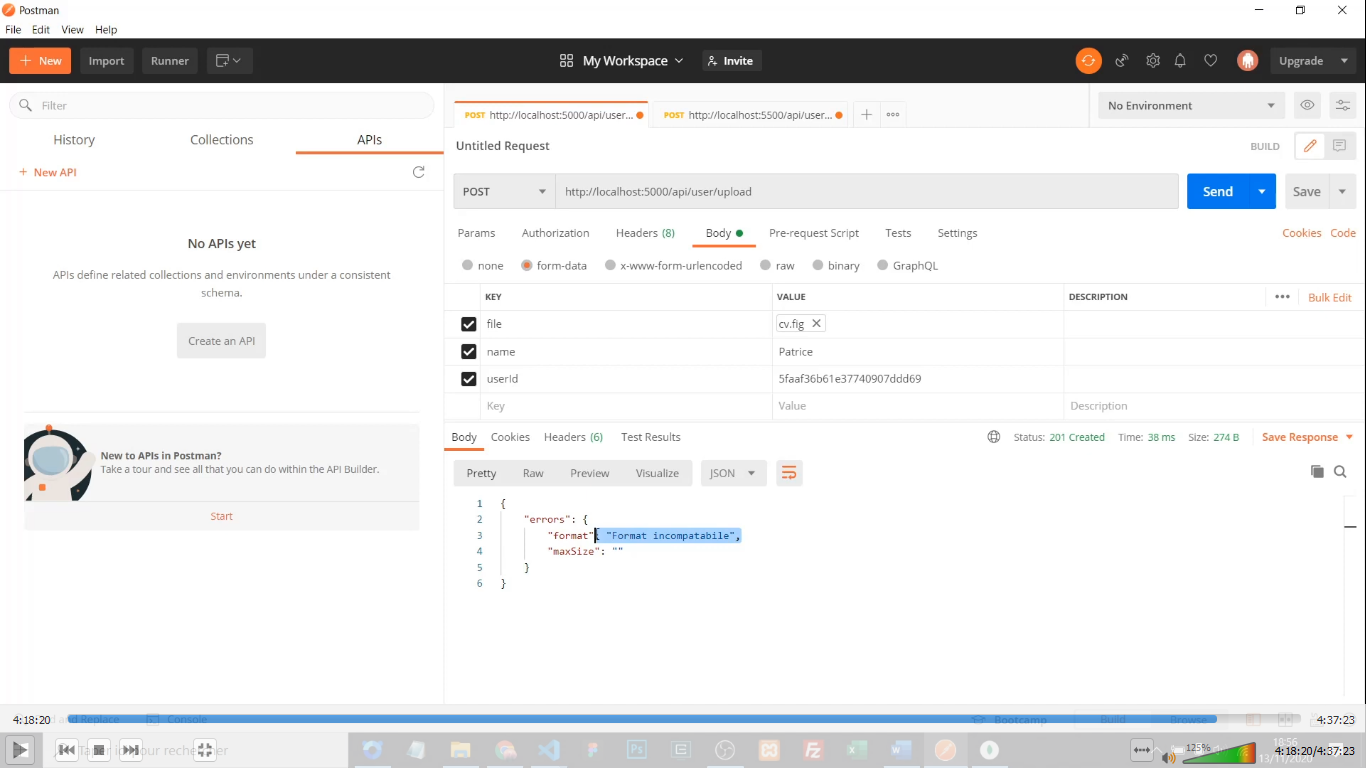 Postman
File Edit View Help
New Import Runner My Workspace Invite Upgrade
Filter
History Collections APIs
New API
No APIs yet
APIs define related collections and environments under a consistent
schema.
Create an API
New to APIs in Postman?
Take a tour and see all that you can do within the API Builder.
Start
POST http://localhost:5000/api/user... POST http://localhost:5500/api/user...
No Environment
Untitled Request
BUILD
POST http://localhost:5000/api/user/upload Send Save
Params Authorization Headers (8) Body Pre-request Script Tests Settings Cookies Code
none form-data x-www-form-urlencoded raw binary GraphQL
KEY VALUE DESCRIPTION Bulk Edit
file cv.fig
name Patrice
userId 5faaf36b61e37740907ddd69
Key Value Description
Body Cookies Headers (6) Test Results Status: 201 Created Time: 38 ms Size: 274 B Save Response
Pretty Raw Preview Visualize JSON
1 {
2 "errors": {
3 "format": "Format incompatabile",
4 "maxSize": ""
5 }
6 }
4:18:20 and Replace Console Bootcamp Build Browse 4:37:23
125% 18:56 4:18:20/4:37:23
13/11/2020